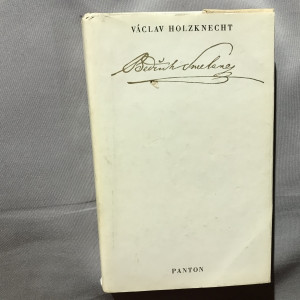 VÁCLAV HOLZKNECHT
Bedřich Smetana
PANTON